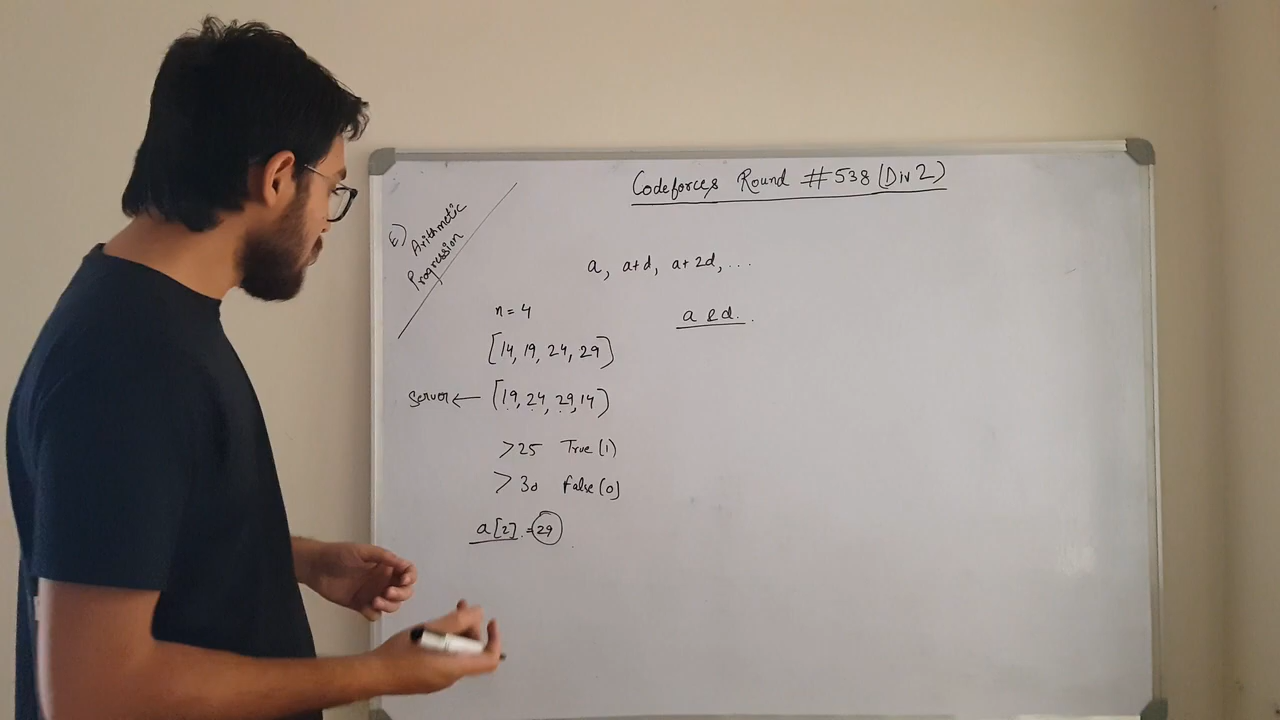 Codeforces Round #538 (Div 2)
E) Arithmetic
Progression
a, a+d, a+2d, ...
n = 4
a & d.
[14, 19, 24, 29]
Server ← [19, 24, 29, 14]
>25 True (1)
>30 False (0)
a[2] = 29